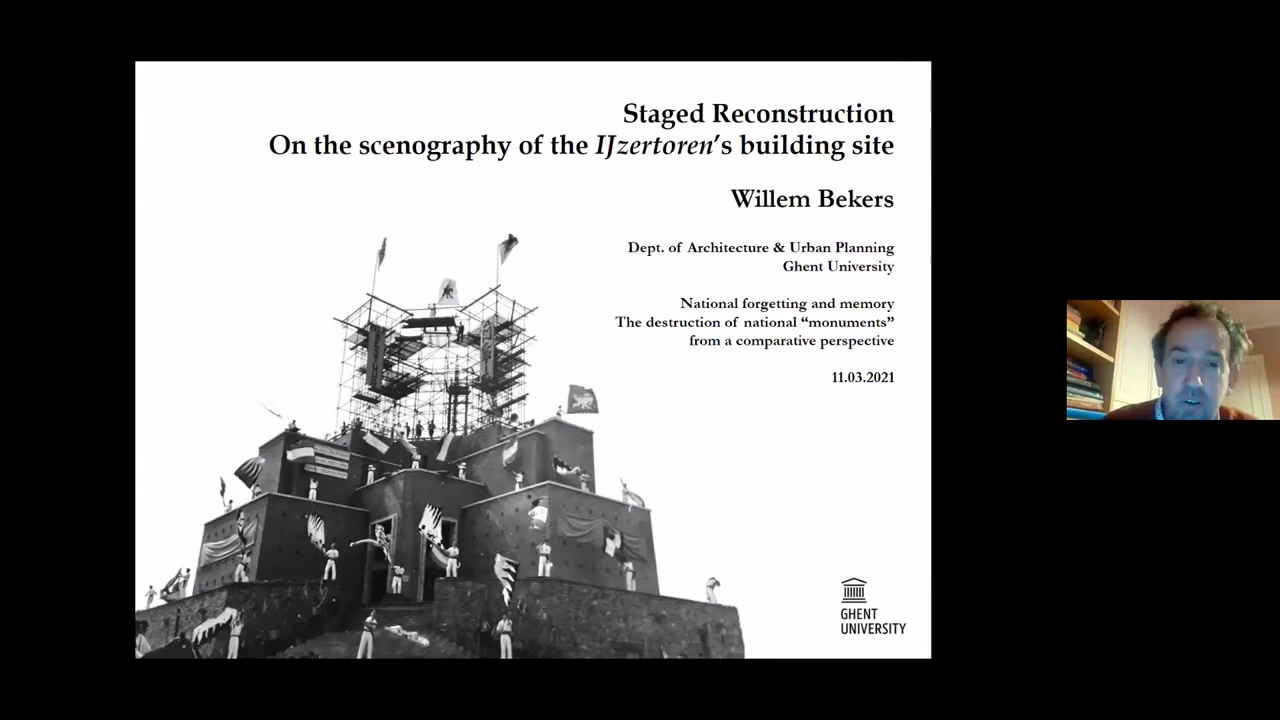 Staged Reconstruction
On the scenography of the IJzertoren's building site
Willem Bekers
Dept. of Architecture & Urban Planning
Ghent University
National forgetting and memory
The destruction of national “monuments”
from a comparative perspective
11.03.2021
GHENT
UNIVERSITY